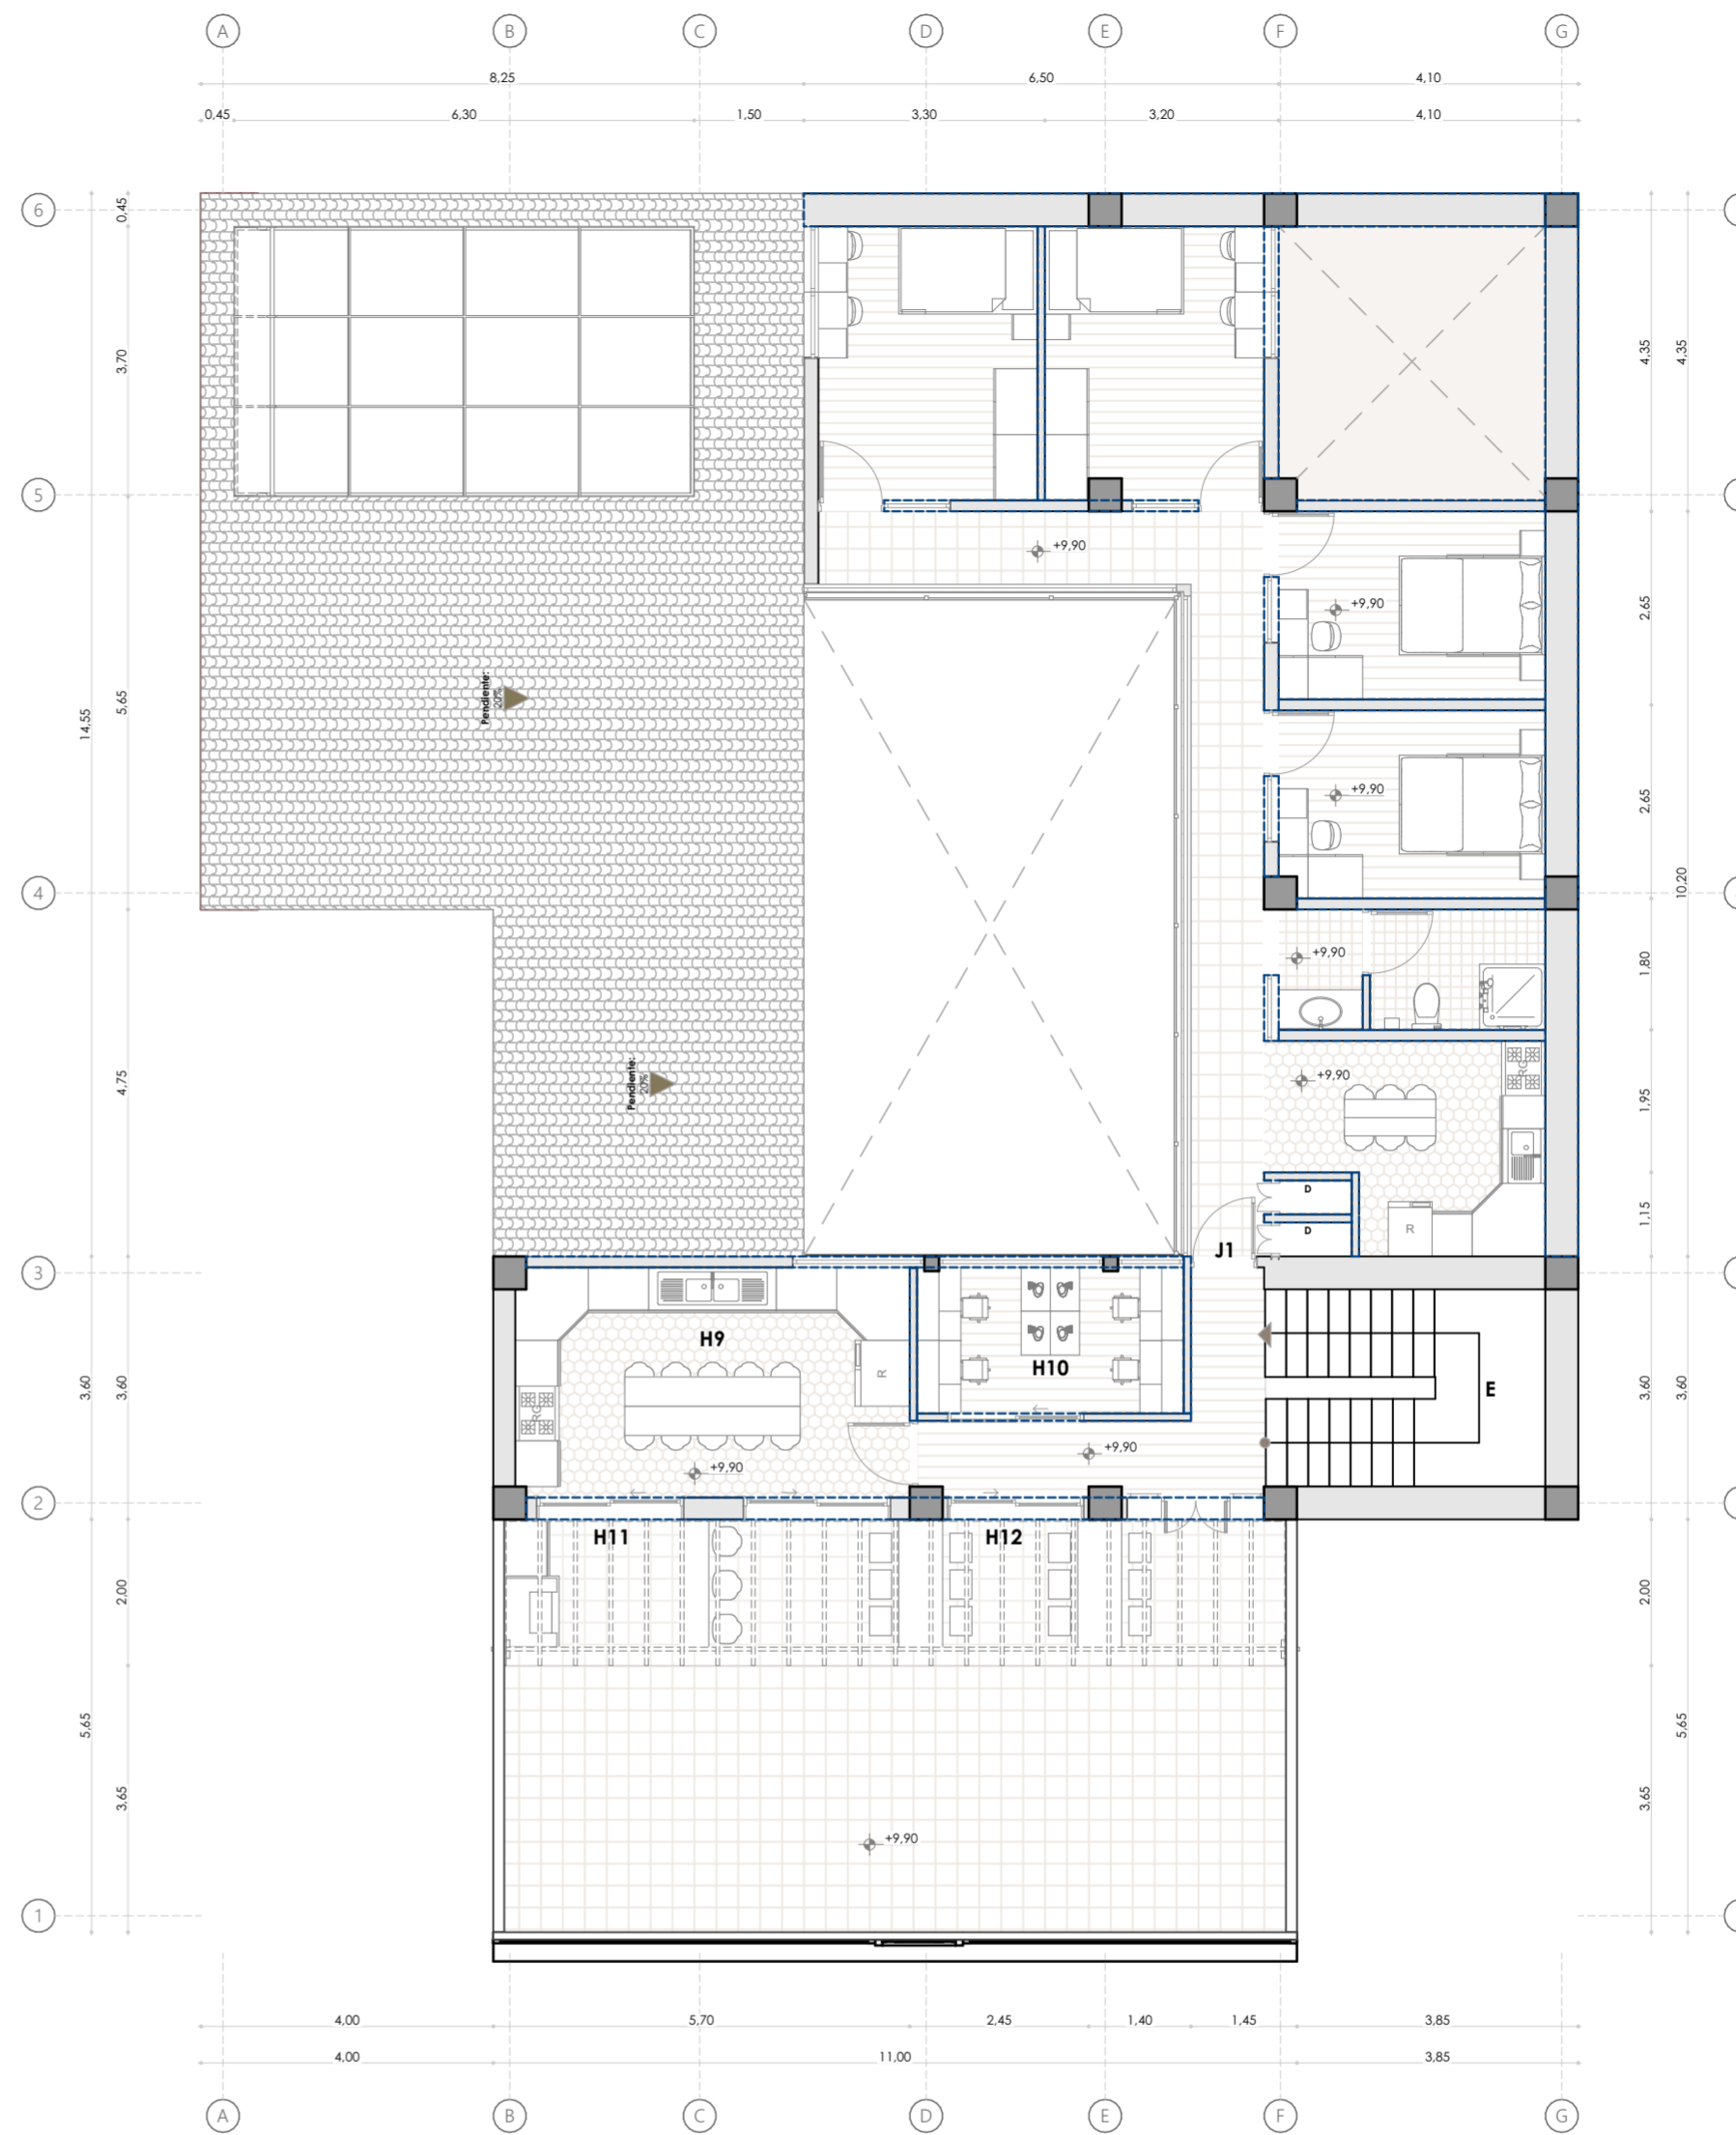 A B C D E F G
8,25 6,50 4,10
0,45 6,30 1,50 3,30 3,20 4,10
6
0,45
3,70
4,35 4,35
5
+9,90
+9,90
2,65
14,55
5,65
Pendiente:
20%
+9,90
2,65
4
10,20
+9,90
1,80
4,75
Pendiente:
20%
+9,90
RG
1,95
D
D
R
1,15
J1
3
H9
H10
R
RG
E
3,60 3,60
3,60 3,60
+9,90
+9,90
2
H11
H12
2,00
2,00
5,65
5,65
3,65
3,65
+9,90
1
4,00 5,70 2,45 1,40 1,45 3,85
4,00 11,00 3,85
A B C D E F G